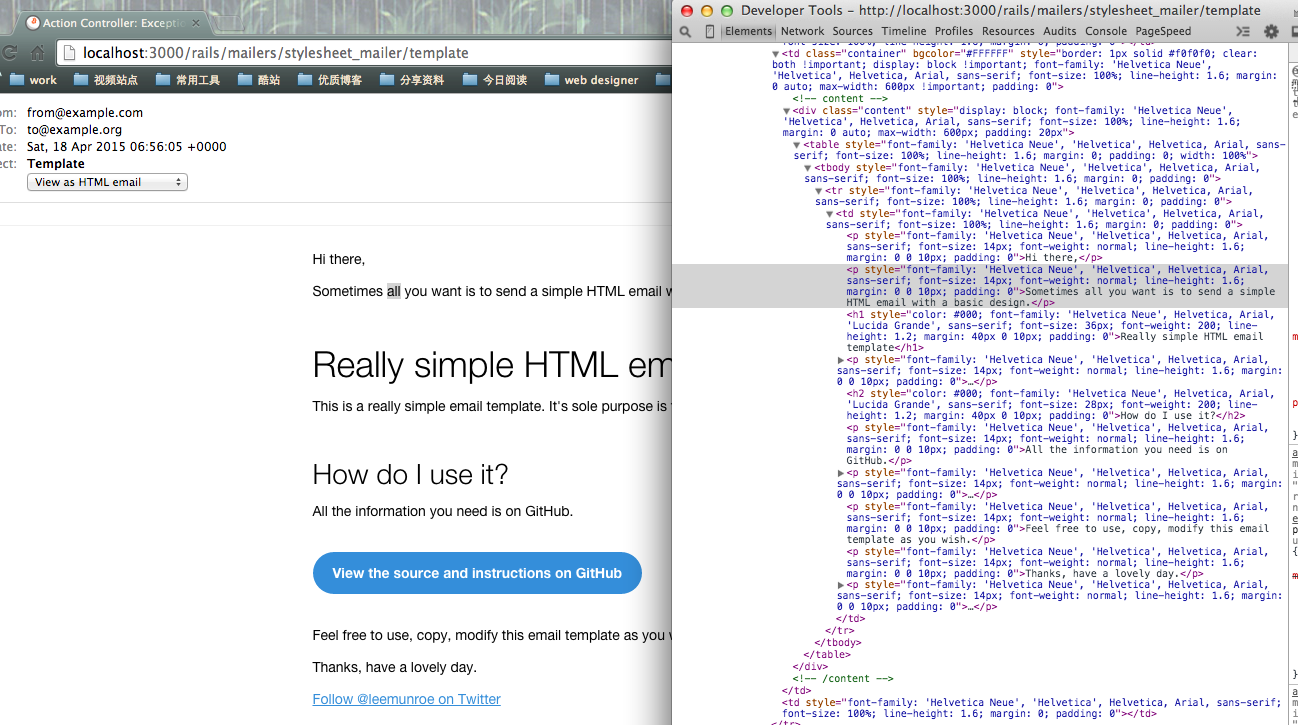 Action Controller: Excepti
localhost:3000/rails/mailers/stylesheet_mailer/template
work 视频站点 常用工具 酷站 优质博客 分享资料 今日阅读 web designer
om: from@example.com
To: to@example.org
ate: Sat, 18 Apr 2015 06:56:05 +0000
ect: Template
View as HTML email
Hi there,
Sometimes all you want is to send a simple HTML email w
Really simple HTML em
This is a really simple email template. It's sole purpose is
How do I use it?
All the information you need is on GitHub.
View the source and instructions on GitHub
Feel free to use, copy, modify this email template as you w
Thanks, have a lovely day.
Follow @leemunroe on Twitter
Developer Tools - http://localhost:3000/rails/mailers/stylesheet_mailer/template
Elements Network Sources Timeline Profiles Resources Audits Console PageSpeed
font-size: 100%; line-height: 1.6; margin: 0; padding: 0">
<td class="container" bgcolor="#FFFFFF" style="border: 1px solid #f0f0f0; clear:
both !important; display: block !important; font-family: 'Helvetica Neue',
'Helvetica', Helvetica, Arial, sans-serif; font-size: 100%; line-height: 1.6; margin:
0 auto; max-width: 600px !important; padding: 0">
<!-- content -->
<div class="content" style="display: block; font-family: 'Helvetica Neue',
'Helvetica', Helvetica, Arial, sans-serif; font-size: 100%; line-height: 1.6;
margin: 0 auto; max-width: 600px; padding: 20px">
<table style="font-family: 'Helvetica Neue', 'Helvetica', Helvetica, Arial, sans-
serif; font-size: 100%; line-height: 1.6; margin: 0; padding: 0; width: 100%">
<tbody style="font-family: 'Helvetica Neue', 'Helvetica', Helvetica, Arial,
sans-serif; font-size: 100%; line-height: 1.6; margin: 0; padding: 0">
<tr style="font-family: 'Helvetica Neue', 'Helvetica', Helvetica, Arial,
sans-serif; font-size: 100%; line-height: 1.6; margin: 0; padding: 0">
<td style="font-family: 'Helvetica Neue', 'Helvetica', Helvetica, Arial,
sans-serif; font-size: 100%; line-height: 1.6; margin: 0; padding: 0">
<p style="font-family: 'Helvetica Neue', 'Helvetica', Helvetica, Arial,
sans-serif; font-size: 14px; font-weight: normal; line-height: 1.6;
margin: 0 0 10px; padding: 0">Hi there,</p>
<p style="font-family: 'Helvetica Neue', 'Helvetica', Helvetica, Arial,
sans-serif; font-size: 14px; font-weight: normal; line-height: 1.6;
margin: 0 0 10px; padding: 0">Sometimes all you want is to send a simple
HTML email with a basic design.</p>
<h1 style="color: #000; font-family: 'Helvetica Neue', Helvetica, Arial,
'Lucida Grande', sans-serif; font-size: 36px; font-weight: 200; line-
height: 1.2; margin: 40px 0 10px; padding: 0">Really simple HTML email
template</h1>
<p style="font-family: 'Helvetica Neue', 'Helvetica', Helvetica, Arial,
sans-serif; font-size: 14px; font-weight: normal; line-height: 1.6; margin:
0 0 10px; padding: 0">…</p>
<h2 style="color: #000; font-family: 'Helvetica Neue', Helvetica, Arial,
'Lucida Grande', sans-serif; font-size: 28px; font-weight: 200; line-
height: 1.2; margin: 40px 0 10px; padding: 0">How do I use it?</h2>
<p style="font-family: 'Helvetica Neue', 'Helvetica', Helvetica, Arial,
sans-serif; font-size: 14px; font-weight: normal; line-height: 1.6;
margin: 0 0 10px; padding: 0">All the information you need is on
GitHub.</p>
<p style="font-family: 'Helvetica Neue', 'Helvetica', Helvetica, Arial,
sans-serif; font-size: 14px; font-weight: normal; line-height: 1.6; margin:
0 0 10px; padding: 0">…</p>
<p style="font-family: 'Helvetica Neue', 'Helvetica', Helvetica, Arial,
sans-serif; font-size: 14px; font-weight: normal; line-height: 1.6;
margin: 0 0 10px; padding: 0">Feel free to use, copy, modify this email
template as you wish.</p>
<p style="font-family: 'Helvetica Neue', 'Helvetica', Helvetica, Arial,
sans-serif; font-size: 14px; font-weight: normal; line-height: 1.6;
margin: 0 0 10px; padding: 0">Thanks, have a lovely day.</p>
<p style="font-family: 'Helvetica Neue', 'Helvetica', Helvetica, Arial,
sans-serif; font-size: 14px; font-weight: normal; line-height: 1.6; margin:
0 0 10px; padding: 0">…</p>
</td>
</tr>
</tbody>
</table>
</div>
<!-- /content -->
</td>
<td style="font-family: 'Helvetica Neue', 'Helvetica', Helvetica, Arial, sans-serif;
font-size: 100%; line-height: 1.6; margin: 0; padding: 0"></td>
</tr>